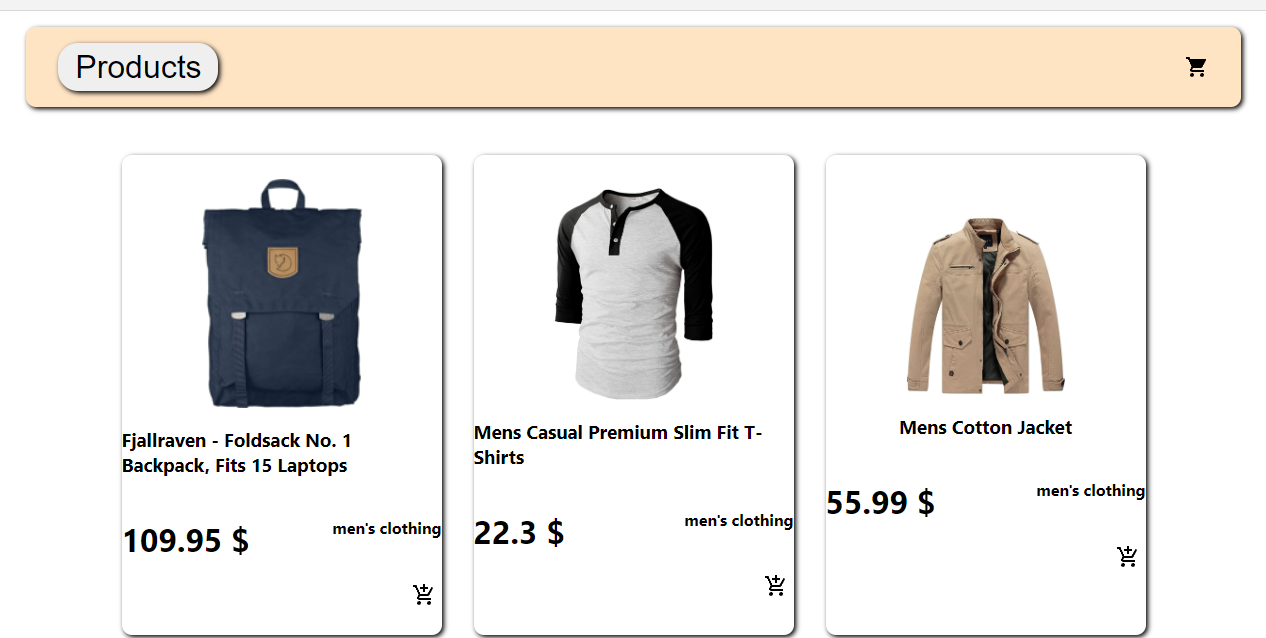 Products
Fjallraven - Foldsack No. 1
Backpack, Fits 15 Laptops
109.95 $
men's clothing
Mens Casual Premium Slim Fit T-
Shirts
22.3 $
men's clothing
Mens Cotton Jacket
55.99 $
men's clothing